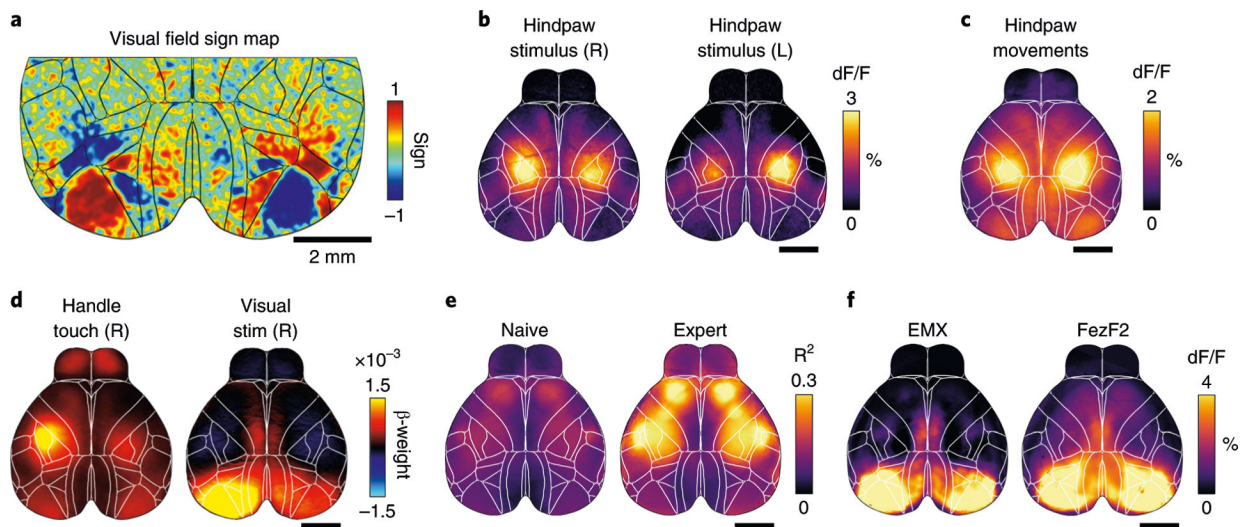 a
Visual field sign map
1
Sign
−1
2 mm
b
Hindpaw
stimulus (R)
Hindpaw
stimulus (L)
dF/F
3
%
0
c
Hindpaw
movements
dF/F
2
%
0
d
Handle
touch (R)
Visual
stim (R)
×10⁻³
1.5
β-weight
−1.5
e
Naive
Expert
R²
0.3
0
f
EMX
FezF2
dF/F
4
%
0